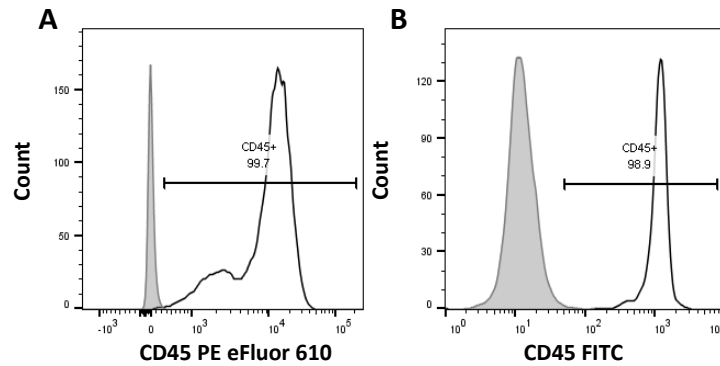 A
150
100
50
0
Count
CD45+
99.7
-10³
0
10³
10⁴
10⁵
CD45 PE eFluor 610
B
120
90
60
30
0
Count
CD45+
98.9
10⁰
10¹
10²
10³
CD45 FITC